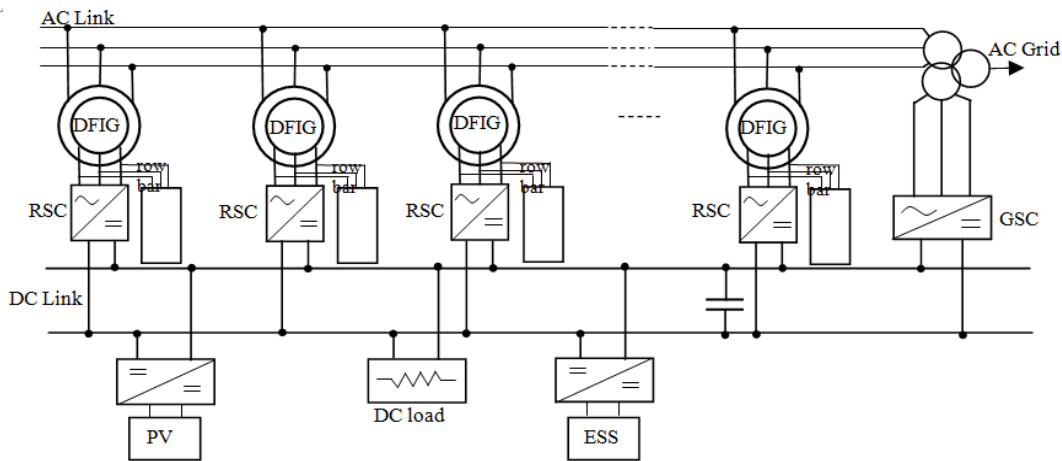 AC Link
AC Grid
DFIG
DFIG
DFIG
DFIG
row
bar
row
bar
row
bar
row
bar
RSC
RSC
RSC
RSC
GSC
DC Link
PV
DC load
ESS